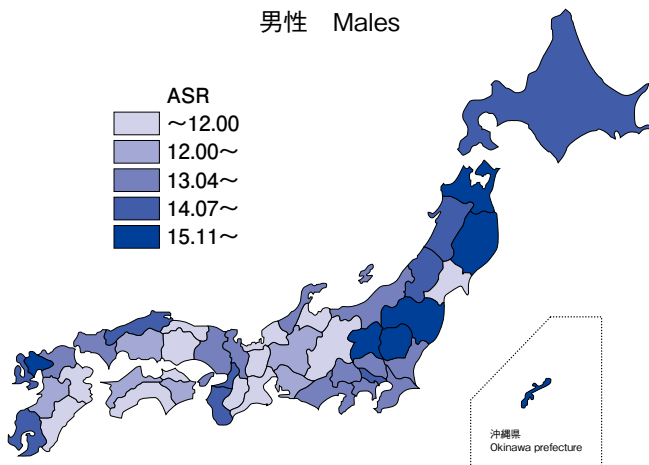 男性 Males
ASR
～12.00
12.00～
13.04～
14.07～
15.11～
沖縄県
Okinawa prefecture